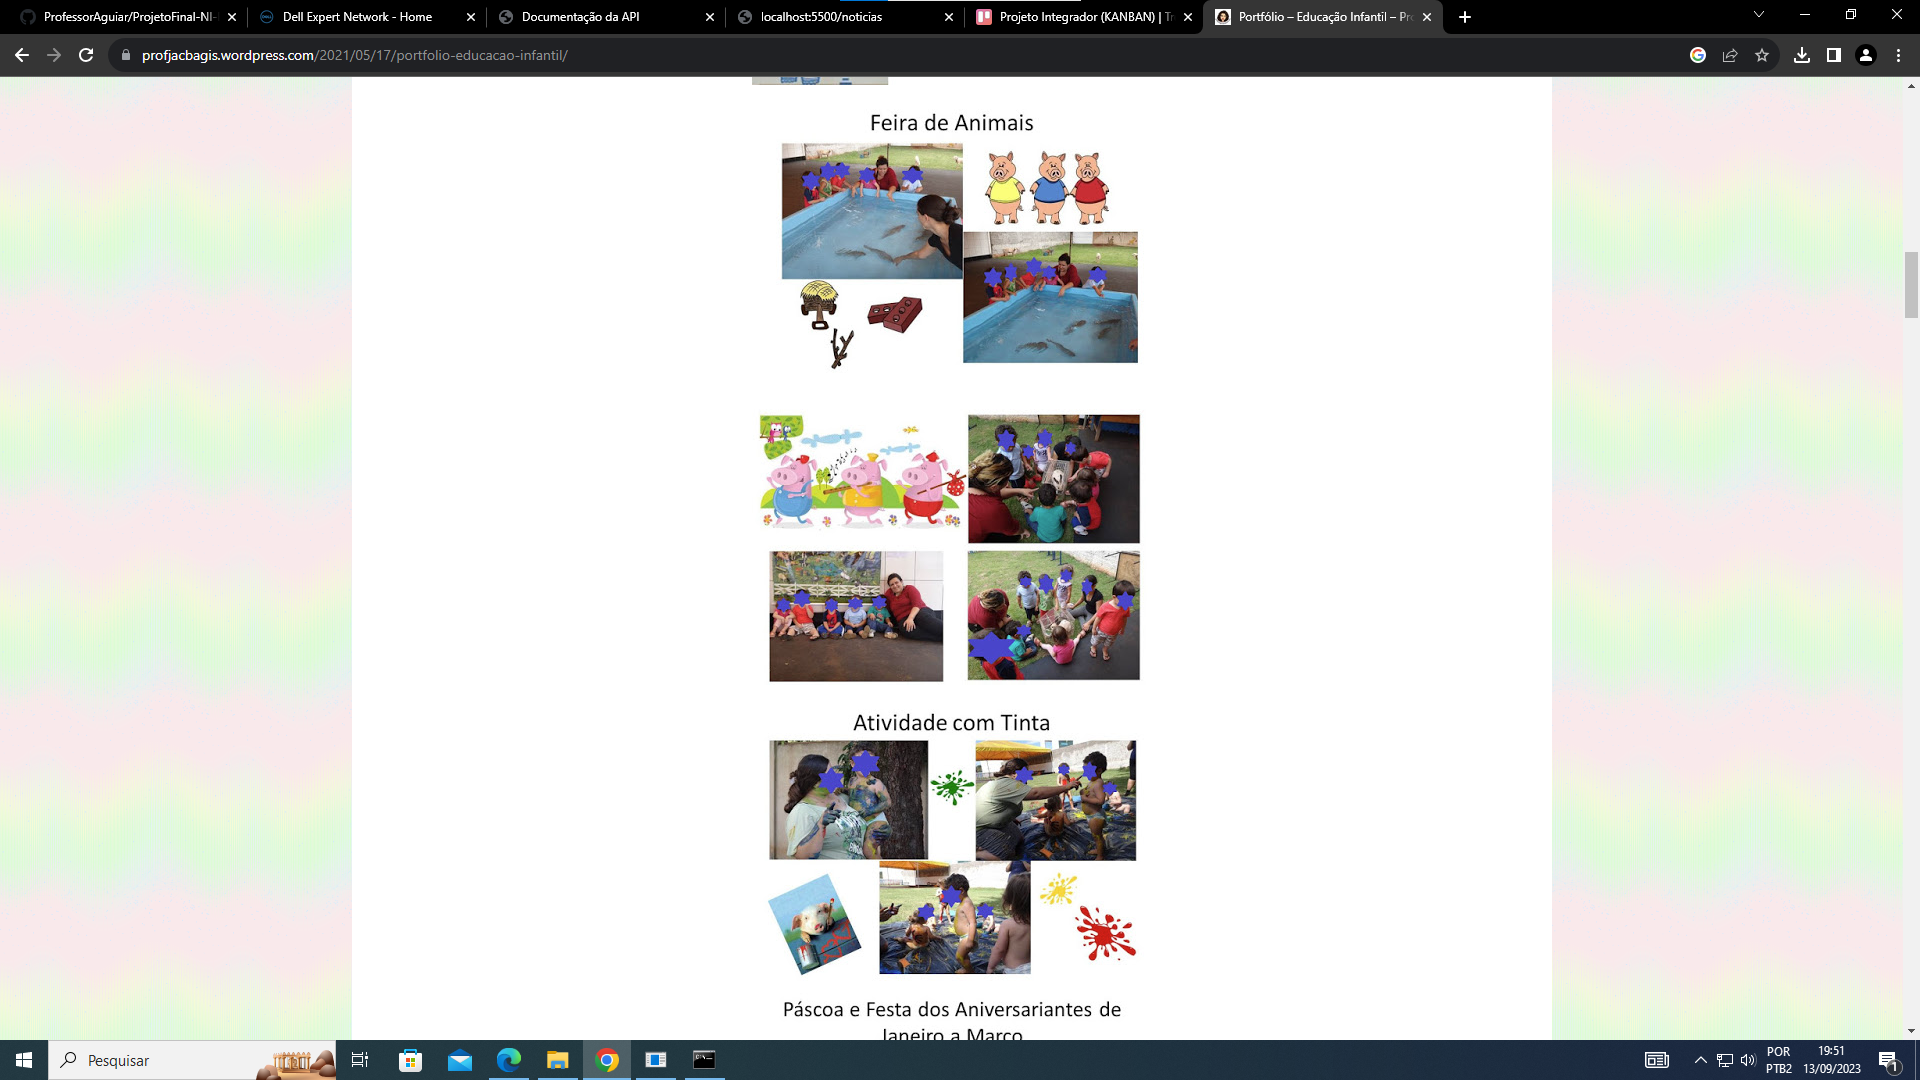 ProfessorAguiar/ProjetoFinal-NI-
Dell Expert Network - Home
Documentação da API
localhost:5500/noticias
Projeto Integrador (KANBAN) | Tr
Portfólio – Educação Infantil – Pro
profjacbagis.wordpress.com/2021/05/17/portfolio-educacao-infantil/
Feira de Animais
Atividade com Tinta
Páscoa e Festa dos Aniversariantes de
Janeiro a Março
Pesquisar
POR
PTB2
19:51
13/09/2023
1